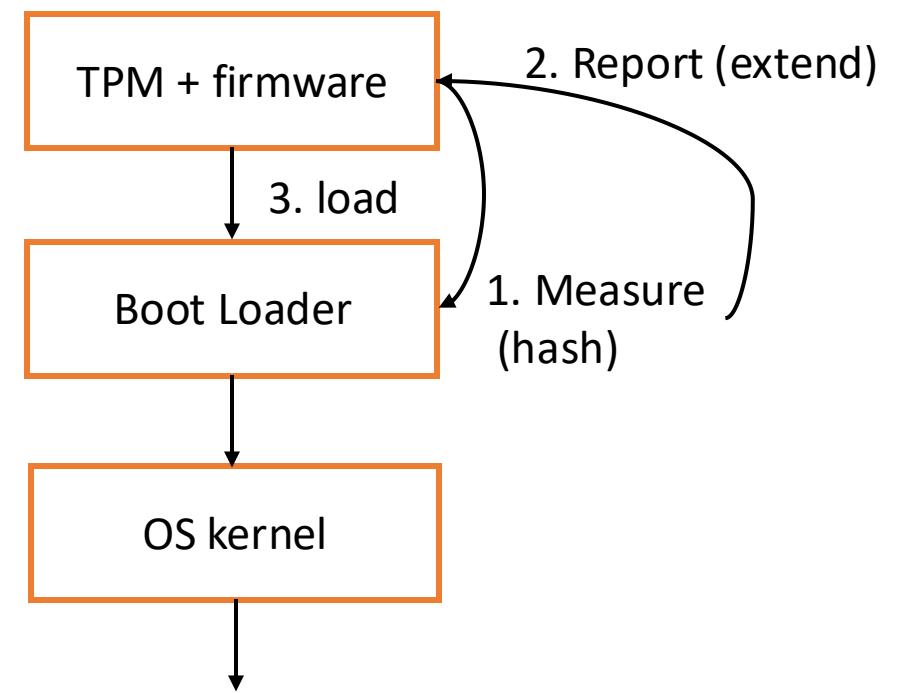 TPM + firmware
2. Report (extend)
3. load
Boot Loader
1. Measure
(hash)
OS kernel